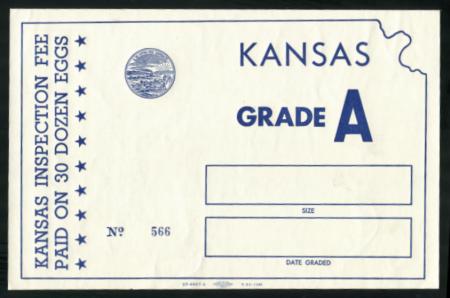 KANSAS INSPECTION FEE
PAID ON 30 DOZEN EGGS
KANSAS
GRADE A
SIZE
No 566
DATE GRADED